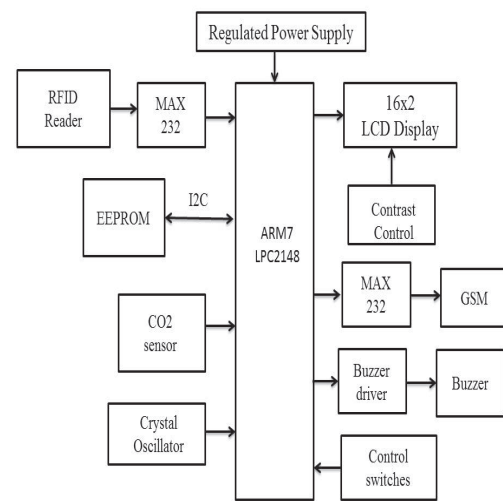 Regulated Power Supply
RFID
Reader
MAX
232
16x2
LCD Display
I2C
EEPROM
ARM7
LPC2148
Contrast
Control
MAX
232
GSM
CO2
sensor
Buzzer
driver
Buzzer
Crystal
Oscillator
Control
switches